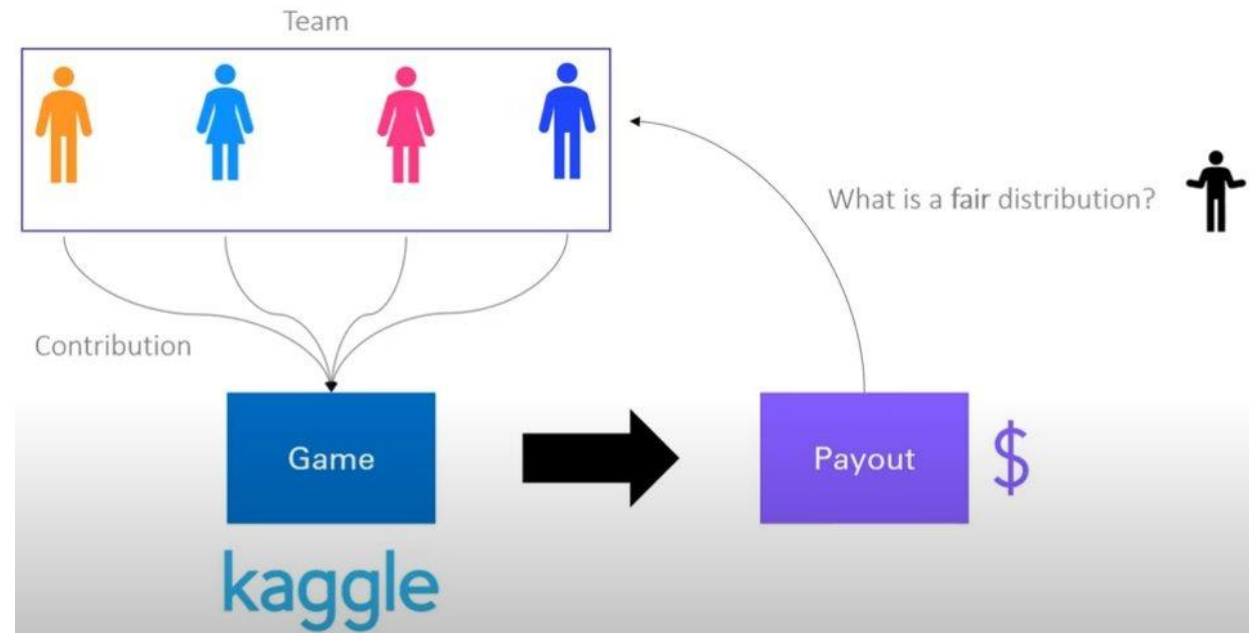 Team
What is a fair distribution?
Contribution
Game
Payout
$
kaggle